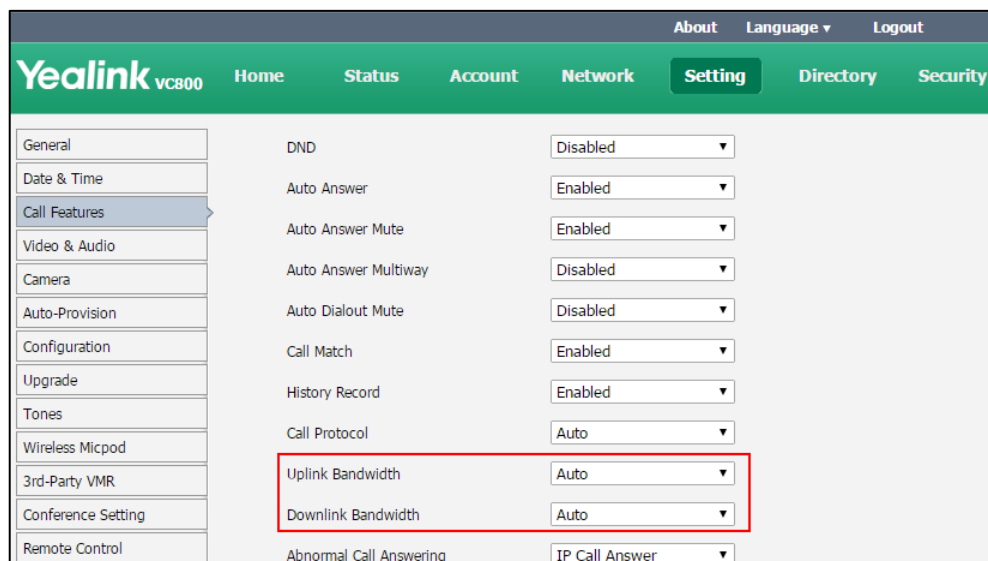 About Language ▾ Logout
Yealink VC800 Home Status Account Network Setting Directory Security
General
Date & Time
Call Features
Video & Audio
Camera
Auto-Provision
Configuration
Upgrade
Tones
Wireless Micpod
3rd-Party VMR
Conference Setting
Remote Control
DND Disabled
Auto Answer Enabled
Auto Answer Mute Enabled
Auto Answer Multiway Disabled
Auto Dialout Mute Disabled
Call Match Enabled
History Record Enabled
Call Protocol Auto
Uplink Bandwidth Auto
Downlink Bandwidth Auto
Abnormal Call Answering IP Call Answer